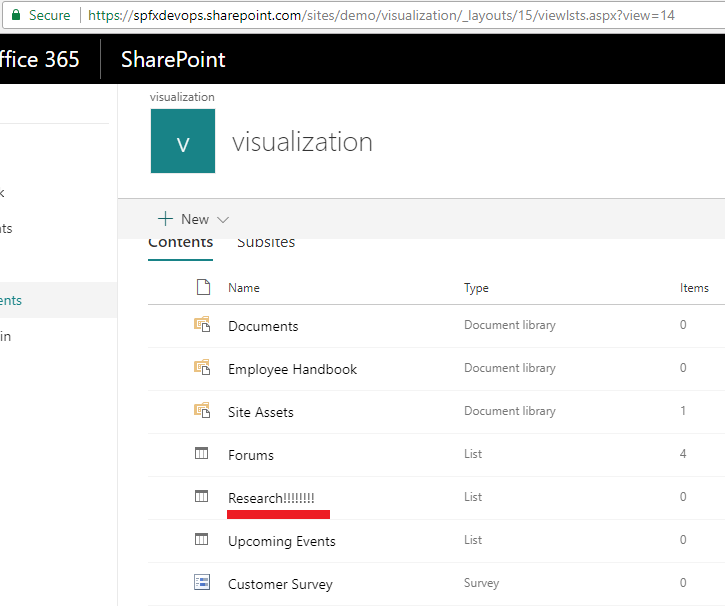 Secure https://spfxdevops.sharepoint.com/sites/demo/visualization/_layouts/15/viewlsts.aspx?view=14
ffice 365 SharePoint
visualization
V visualization
k
New
nts
Contents Subsites
Name Type Items
ents
Documents Document library 0
in
Employee Handbook Document library 0
Site Assets Document library 1
Forums List 4
Research!!!!!!!! List 0
Upcoming Events List 0
Customer Survey Survey 0